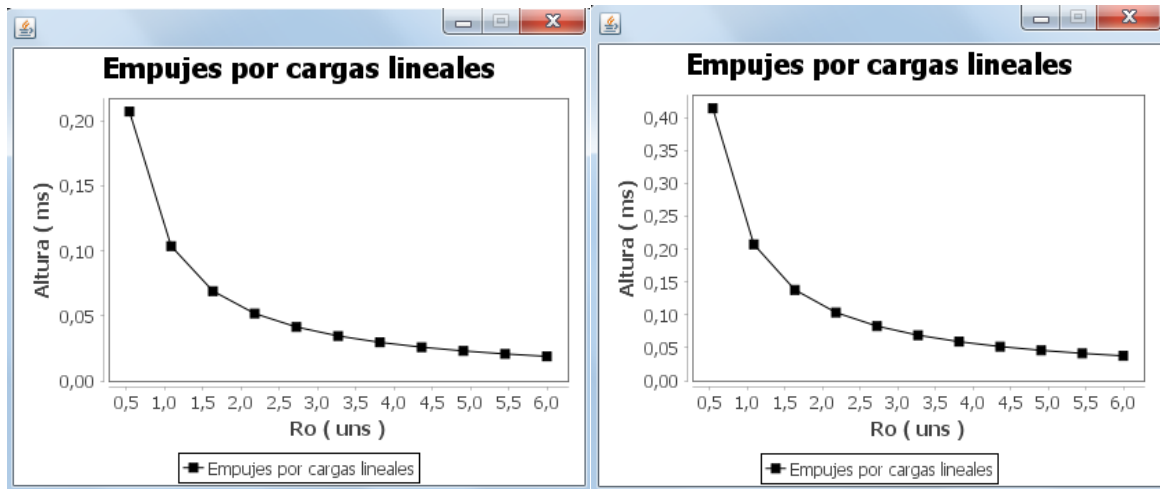 Empujes por cargas lineales
Altura ( ms)
0,20
0,15
0,10
0,05
0,00
0,5 1,0 1,5 2,0 2,5 3,0 3,5 4,0 4,5 5,0 5,5 6,0
Ro ( uns )
Empujes por cargas lineales
Empujes por cargas lineales
Altura ( ms)
0,40
0,35
0,30
0,25
0,20
0,15
0,10
0,05
0,00
0,5 1,0 1,5 2,0 2,5 3,0 3,5 4,0 4,5 5,0 5,5 6,0
Ro ( uns )
Empujes por cargas lineales